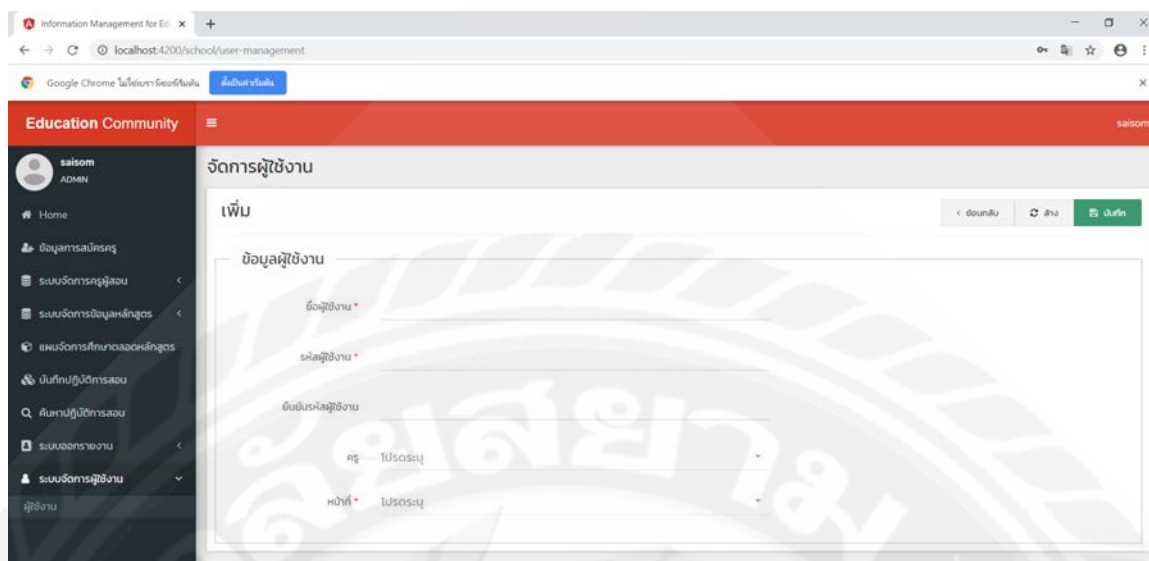 Information Management for Ed
localhost:4200/school/user-management
Google Chrome ไม่ใช่เบราว์เซอร์เริ่มต้น ตั้งเป็นค่าเริ่มต้น
Education Community
saisom
saisom
ADMIN
จัดการผู้ใช้งาน
เพิ่ม
ย้อนกลับ
ล้าง
บันทึก
Home
ข้อมูลการสมัครครู
ระบบจัดการครูผู้สอน
ระบบจัดการข้อมูลหลักสูตร
แผนจัดการศึกษาตลอดหลักสูตร
บันทึกปฏิบัติการสอน
ค้นหาปฏิบัติการสอน
ระบบออกรายงาน
ระบบจัดการผู้ใช้งาน
ผู้ใช้งาน
ข้อมูลผู้ใช้งาน
ชื่อผู้ใช้งาน *
รหัสผู้ใช้งาน *
ยืนยันรหัสผู้ใช้งาน
ครู โปรดระบุ
หน้าที่ * โปรดระบุ
ลัยสยาม